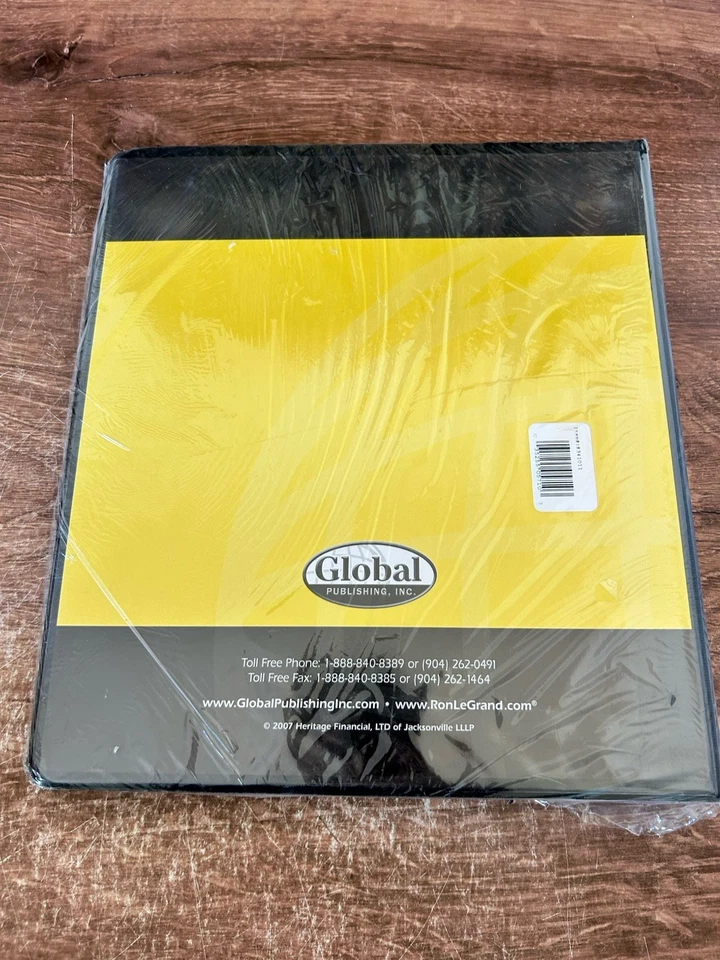 Global
PUBLISHING, INC.
Toll Free Phone: 1-888-840-8389 or (904) 262-0491
Toll Free Fax: 1-888-840-8385 or (904) 262-1464
www.GlobalPublishingInc.com • www.RonLeGrand.com®
© 2007 Heritage Financial, LTD of Jacksonville LLLP